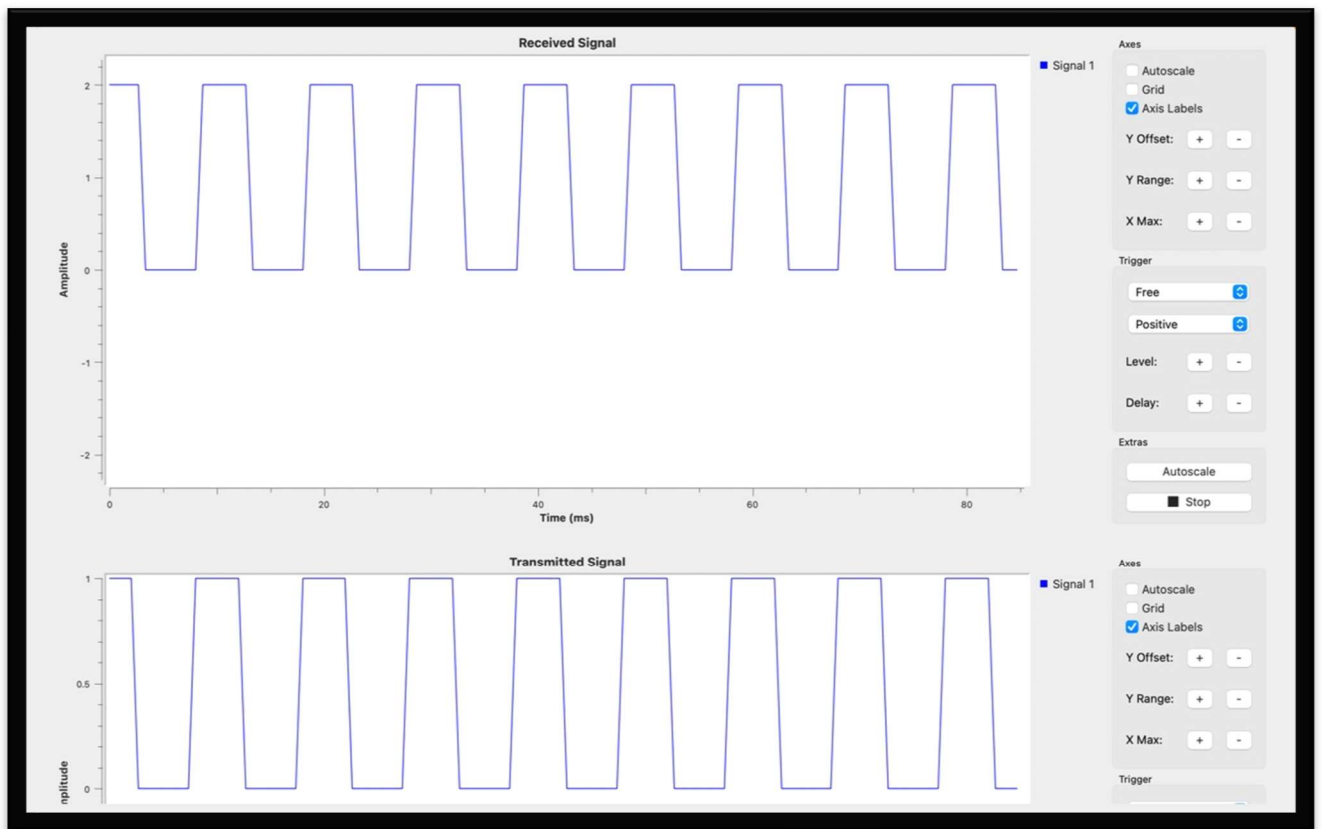 Received Signal
Signal 1
2
1
0
-1
-2
Amplitude
0
20
40
60
80
Time (ms)
Axes
Autoscale
Grid
Axis Labels
Y Offset: + -
Y Range: + -
X Max: + -
Trigger
Free
Positive
Level: + -
Delay: + -
Extras
Autoscale
Stop
Transmitted Signal
Signal 1
1
0.5
0
nplitude
Axes
Autoscale
Grid
Axis Labels
Y Offset: + -
Y Range: + -
X Max: + -
Trigger